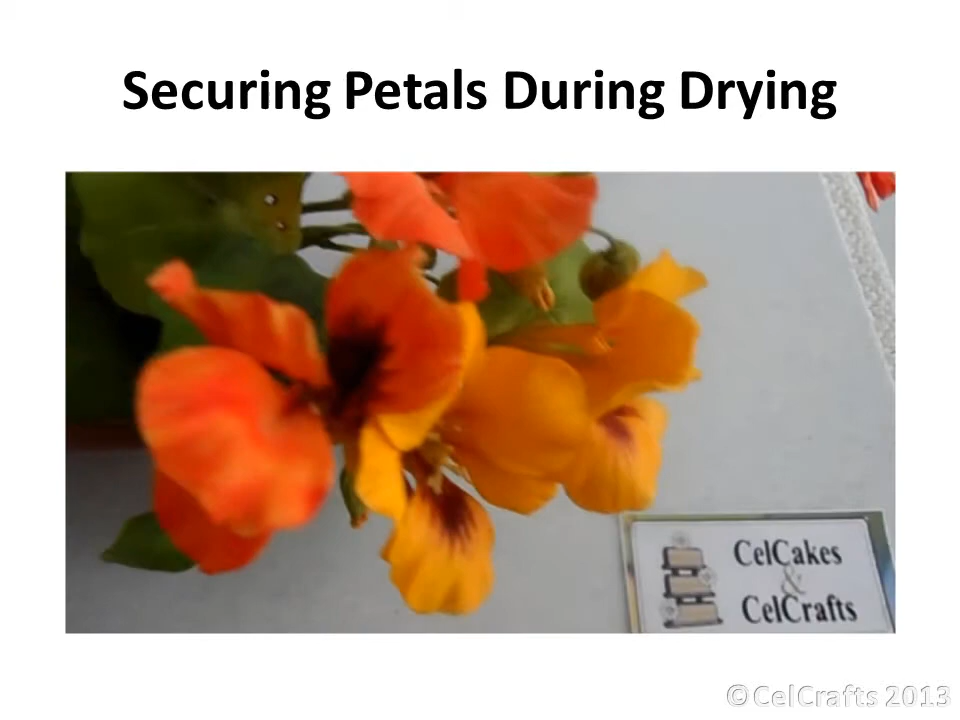 Securing Petals During Drying
CelCakes
&
CelCrafts
©CelCrafts 2013